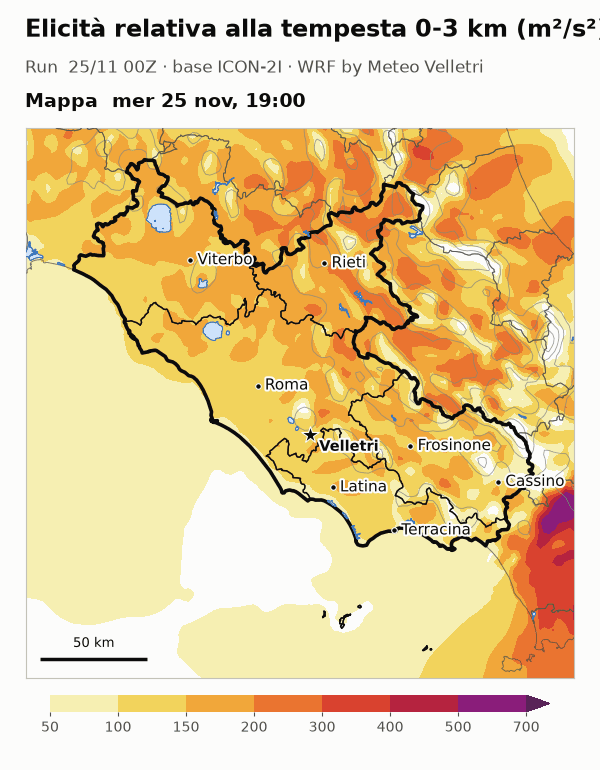 Elicità relativa alla tempesta 0-3 km (m²/s²)
Run  25/11 00Z · base ICON-2I · WRF by Meteo Velletri
Mappa  mer 25 nov, 19:00
Viterbo
Rieti
Roma
Velletri
Frosinone
Latina
Cassino
Terracina
50 km
50 100 150 200 300 400 500 700